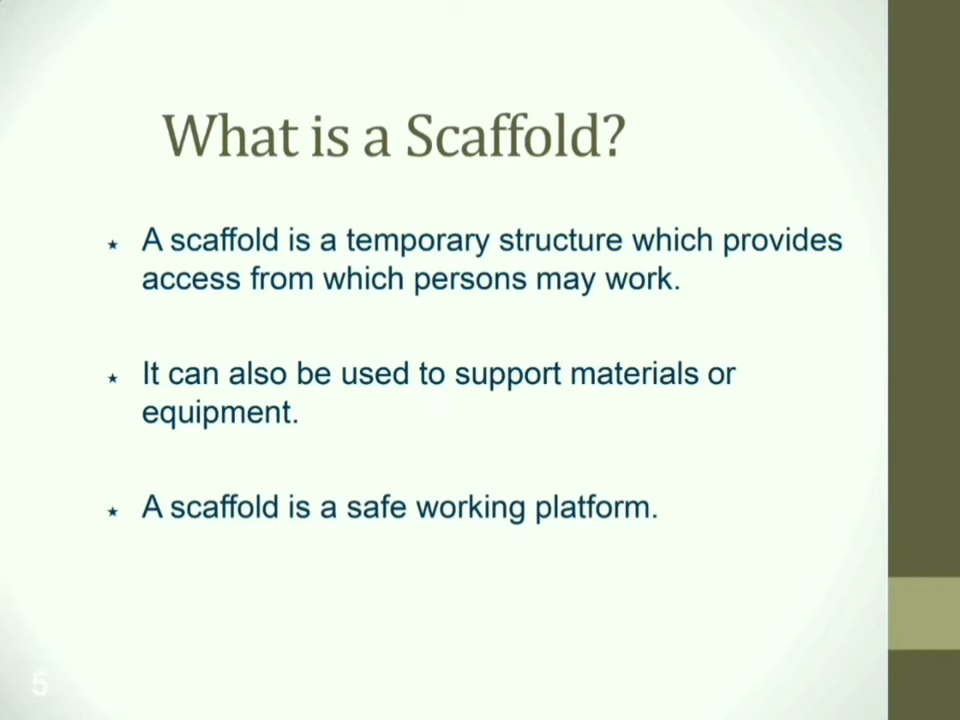 What is a Scaffold?
★ A scaffold is a temporary structure which provides
access from which persons may work.
★ It can also be used to support materials or
equipment.
★ A scaffold is a safe working platform.
5